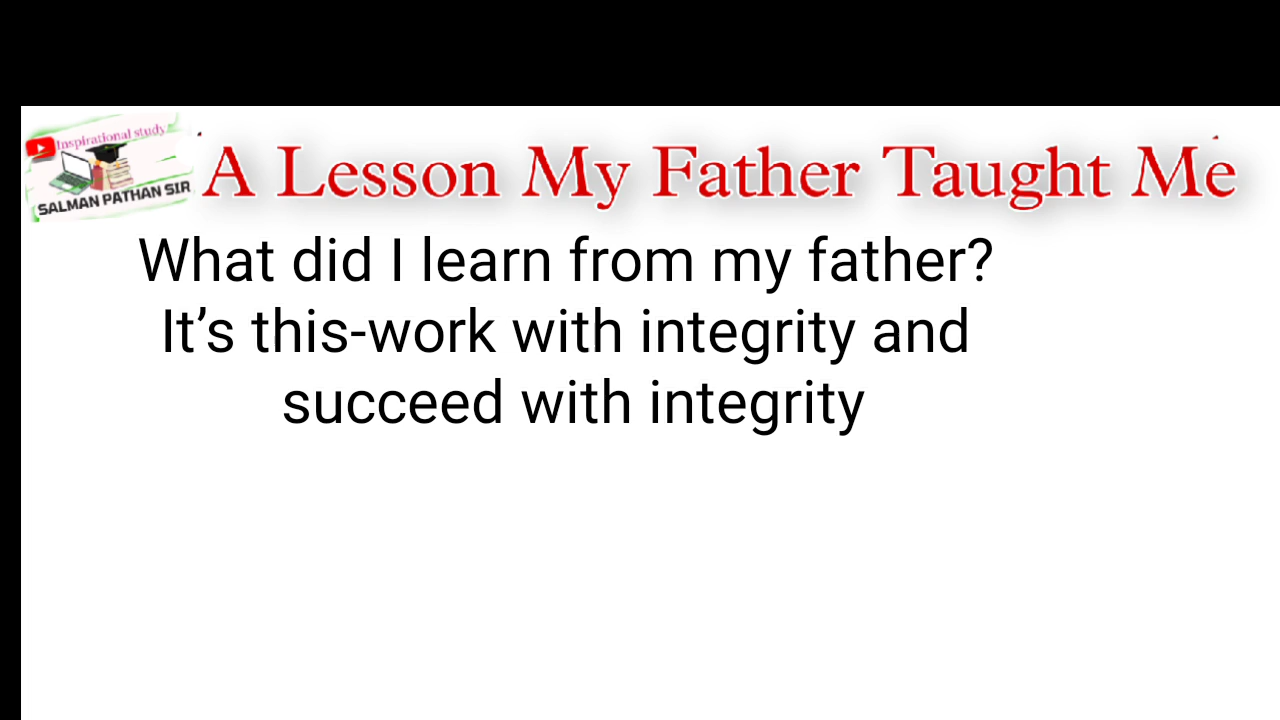 Inspirational study
SALMAN PATHAN SIR
A Lesson My Father Taught Me
What did I learn from my father?
It’s this-work with integrity and
succeed with integrity